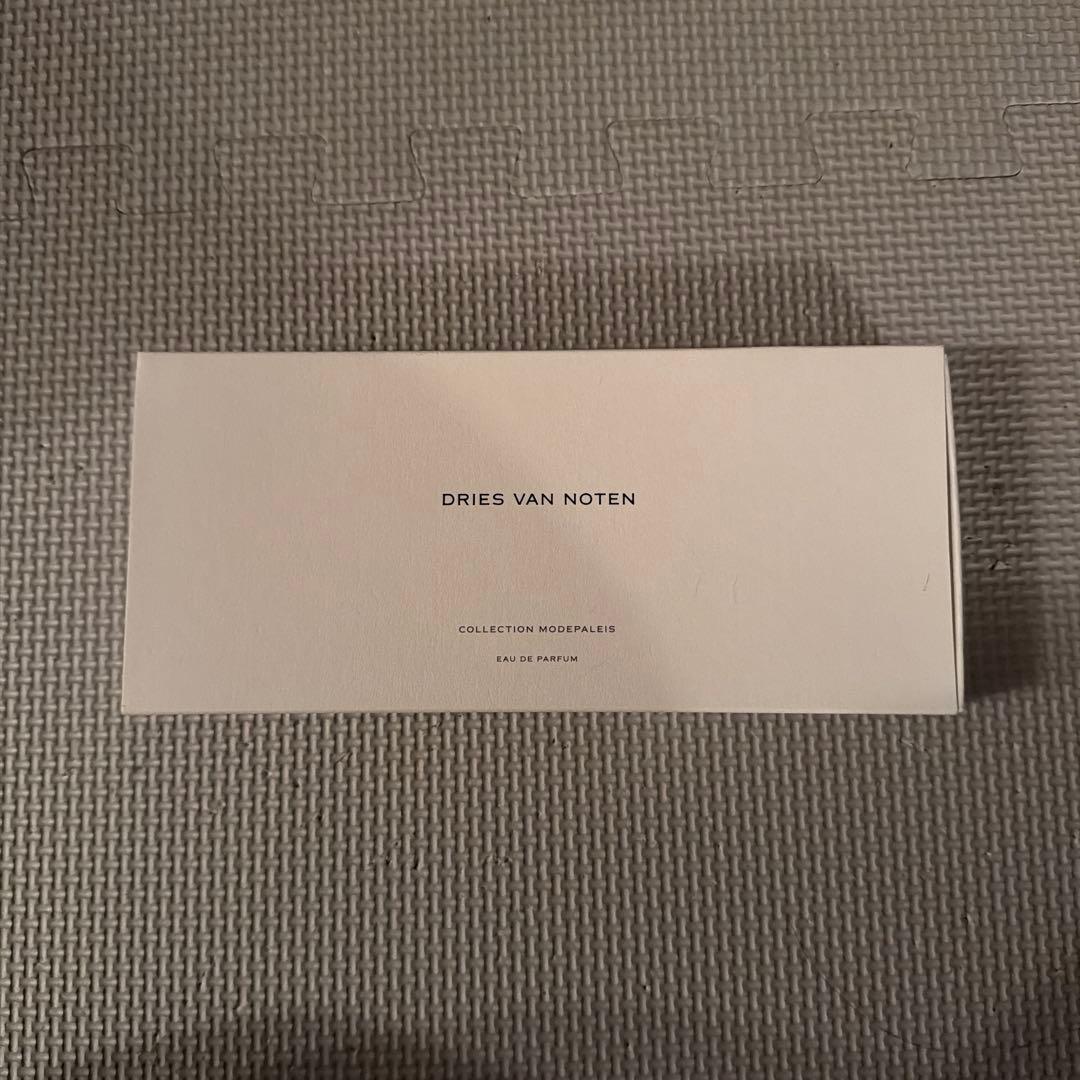 DRIES VAN NOTEN
COLLECTION MODEPALEIS
EAU DE PARFUM